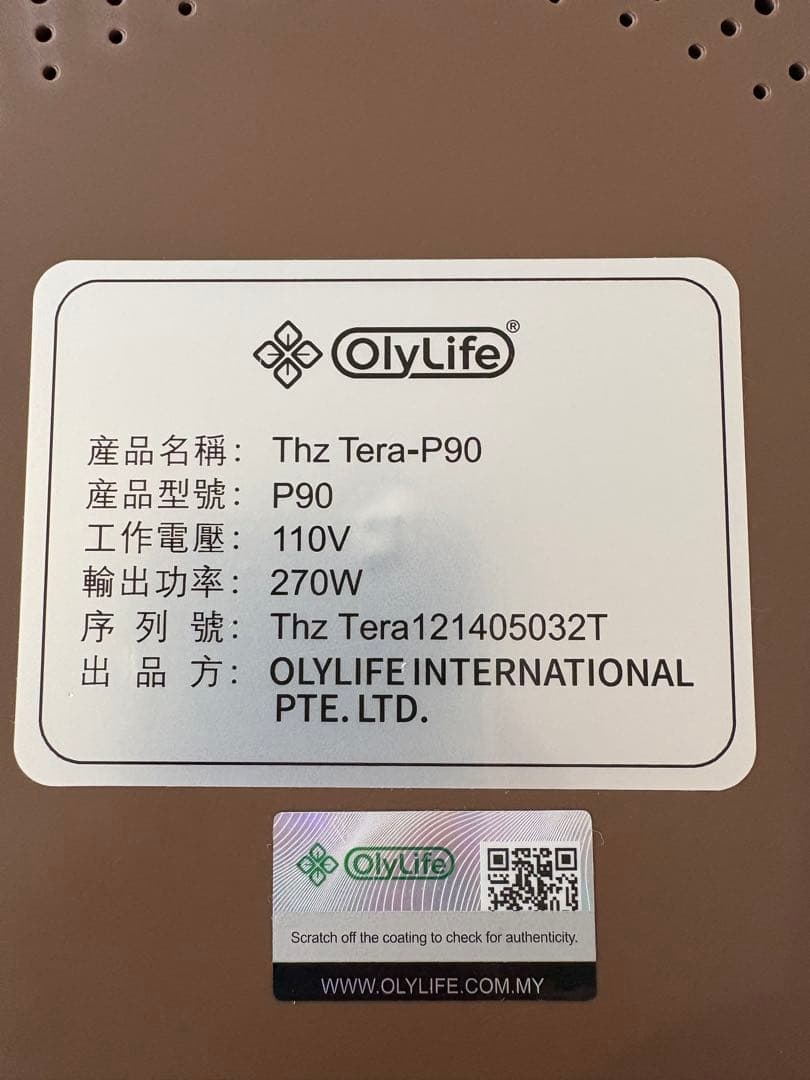 OlyLife®
産品名稱： Thz Tera-P90
産品型號： P90
工作電壓： 110V
輸出功率： 270W
序列號： Thz Tera121405032T
出品方： OLYLIFE INTERNATIONAL
PTE. LTD.
OlyLife
Scratch off the coating to check for authenticity.
WWW.OLYLIFE.COM.MY